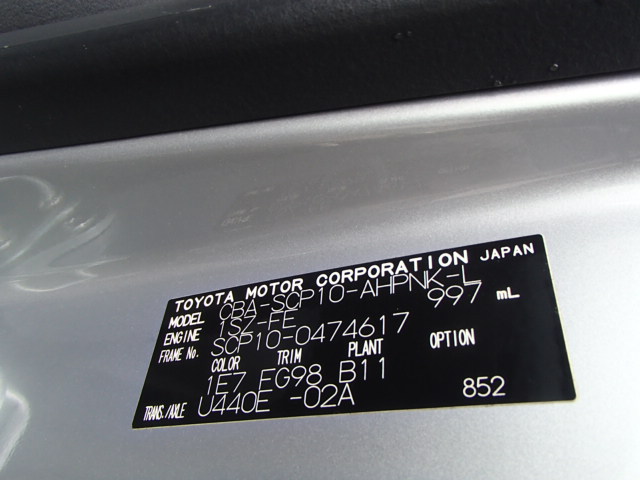 TOYOTA MOTOR CORPORATION JAPAN
MODEL CBA-SCP10-AHPNK-L
ENGINE 1SZ-FE 997 mL
FRAME No. SCP10-0474617
COLOR TRIM PLANT OPTION
1E7 FG98 B11
TRANS./AXLE U440E -02A 852